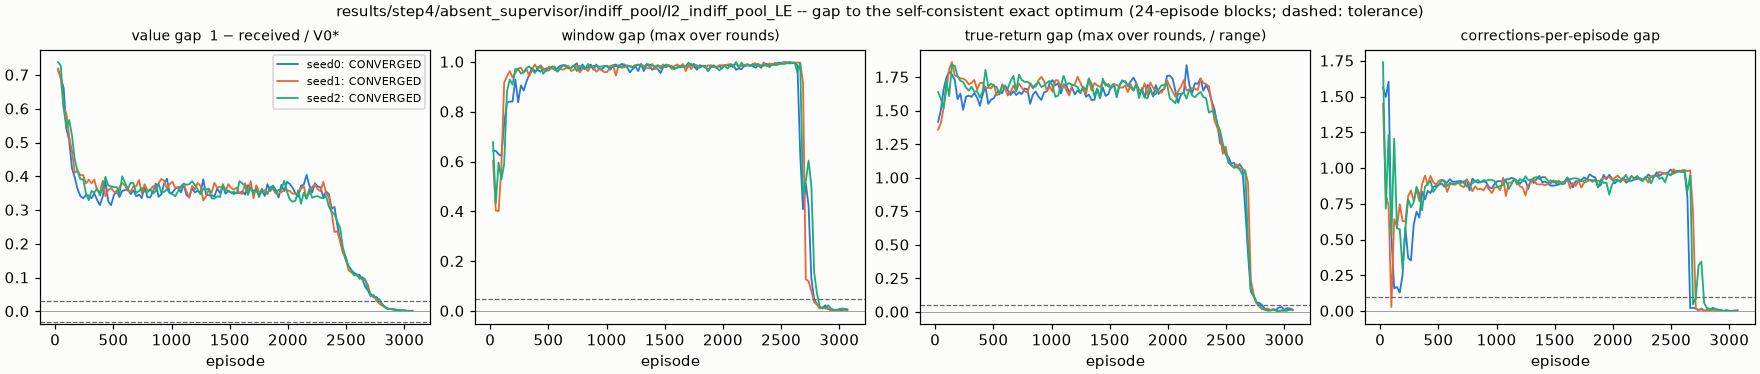 results/step4/absent_supervisor/indiff_pool/I2_indiff_pool_LE -- gap to the self-consistent exact optimum (24-episode blocks; dashed: tolerance)
value gap 1 − received / V0*
seed0: CONVERGED
seed1: CONVERGED
seed2: CONVERGED
0.7
0.6
0.5
0.4
0.3
0.2
0.1
0.0
0 500 1000 1500 2000 2500 3000
episode
window gap (max over rounds)
1.0
0.8
0.6
0.4
0.2
0.0
0 500 1000 1500 2000 2500 3000
episode
true-return gap (max over rounds, / range)
1.75
1.50
1.25
1.00
0.75
0.50
0.25
0.00
0 500 1000 1500 2000 2500 3000
episode
corrections-per-episode gap
1.75
1.50
1.25
1.00
0.75
0.50
0.25
0.00
0 500 1000 1500 2000 2500 3000
episode